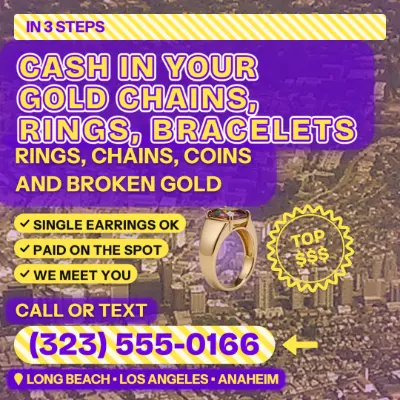 IN 3 STEPS
CASH IN YOUR
GOLD CHAINS,
RINGS, BRACELETS
RINGS, CHAINS, COINS
AND BROKEN GOLD
✓ SINGLE EARRINGS OK
✓ PAID ON THE SPOT
✓ WE MEET YOU
TOP
$$$
CALL OR TEXT
(323) 555-0166
LONG BEACH • LOS ANGELES • ANAHEIM